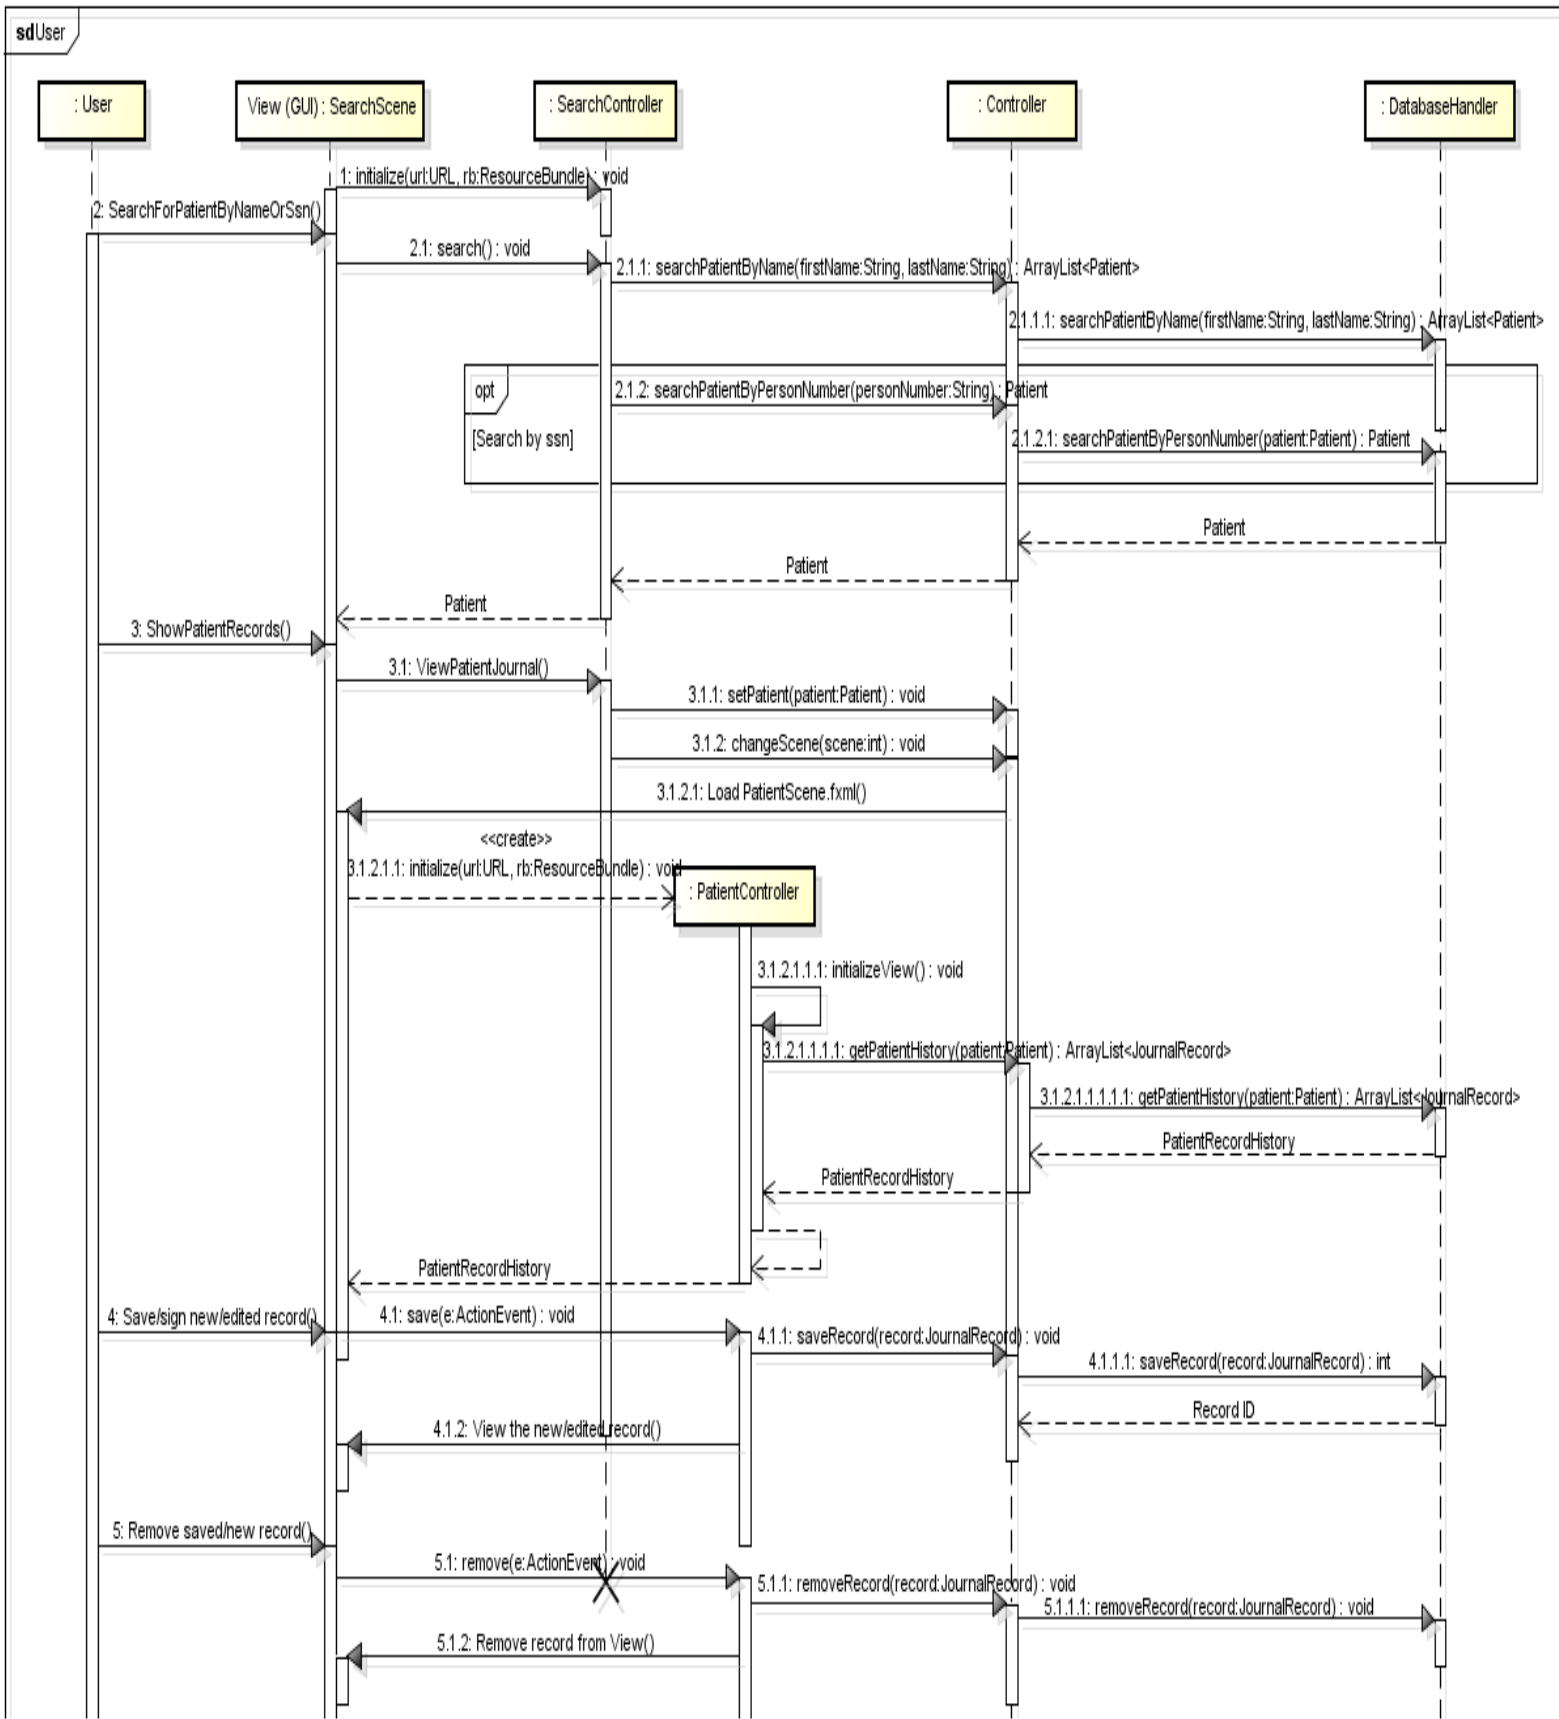 sd User
: User
View (GUI) : SearchScene
: SearchController
: Controller
: DatabaseHandler
1: initialize(url:URL, rb:ResourceBundle) : void
2: SearchForPatientByNameOrSsn()
2.1: search() : void
2.1.1: searchPatientByName(firstName:String, lastName:String) : ArrayList<Patient>
2.1.1.1: searchPatientByName(firstName:String, lastName:String) : ArrayList<Patient>
opt
2.1.2: searchPatientByPersonNumber(personNumber:String) : Patient
[Search by ssn]
2.1.2.1: searchPatientByPersonNumber(patient:Patient) : Patient
Patient
Patient
Patient
3: ShowPatientRecords()
3.1: ViewPatientJournal()
3.1.1: setPatient(patient:Patient) : void
3.1.2: changeScene(scene:int) : void
3.1.2.1: Load PatientScene.fxml()
<<create>>
3.1.2.1.1: initialize(url:URL, rb:ResourceBundle) : void
: PatientController
3.1.2.1.1.1: initializeView() : void
3.1.2.1.1.1.1: getPatientHistory(patient:Patient) : ArrayList<JournalRecord>
3.1.2.1.1.1.1.1: getPatientHistory(patient:Patient) : ArrayList<JournalRecord>
PatientRecordHistory
PatientRecordHistory
PatientRecordHistory
4: Save/sign new/edited record()
4.1: save(e:ActionEvent) : void
4.1.1: saveRecord(record:JournalRecord) : void
4.1.1.1: saveRecord(record:JournalRecord) : int
Record ID
4.1.2: View the new/edited record()
5: Remove saved/new record()
5.1: remove(e:ActionEvent) : void
5.1.1: removeRecord(record:JournalRecord) : void
5.1.1.1: removeRecord(record:JournalRecord) : void
5.1.2: Remove record from View()